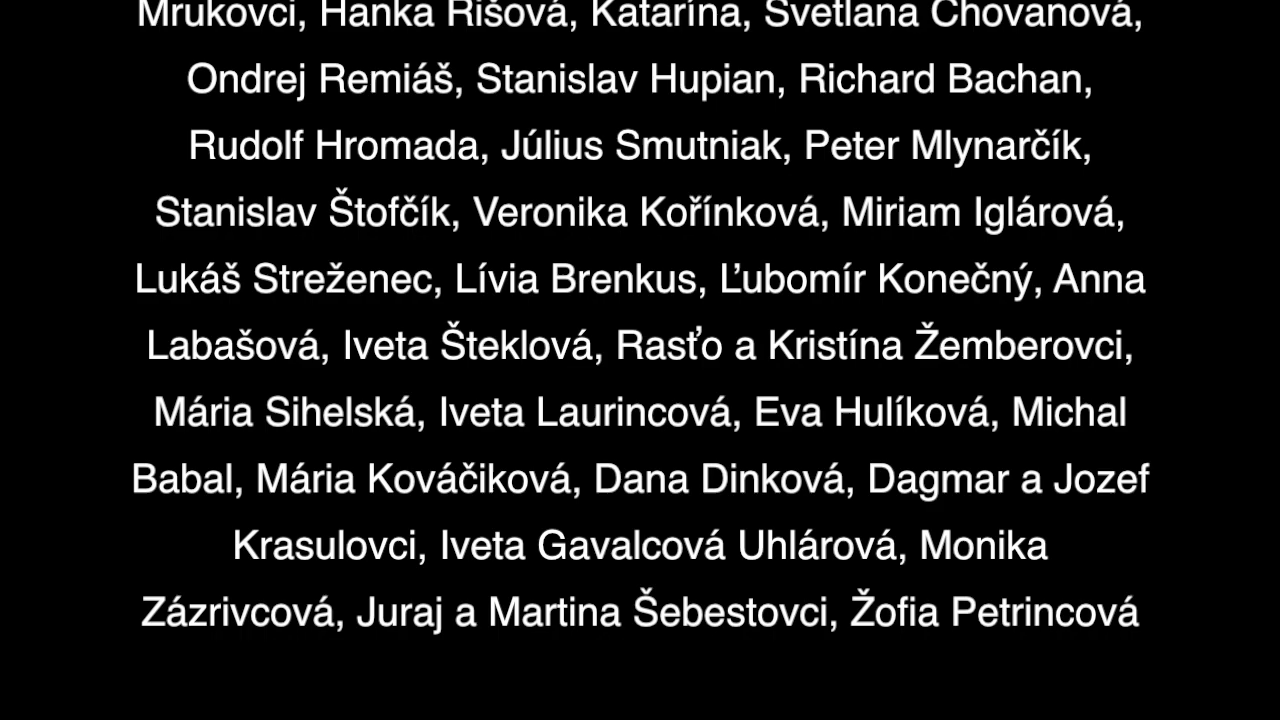 Mrukovci, Hanka Rišová, Katarína, Svetlana Chovanová,
Ondrej Remiáš, Stanislav Hupian, Richard Bachan,
Rudolf Hromada, Július Smutniak, Peter Mlynarčík,
Stanislav Štofčík, Veronika Kořínková, Miriam Iglárová,
Lukáš Streženec, Lívia Brenkus, Ľubomír Konečný, Anna
Labašová, Iveta Šteklová, Rasťo a Kristína Žemberovci,
Mária Sihelská, Iveta Laurincová, Eva Hulíková, Michal
Babal, Mária Kováčiková, Dana Dinková, Dagmar a Jozef
Krasulovci, Iveta Gavalcová Uhlárová, Monika
Zázrivcová, Juraj a Martina Šebestovci, Žofia Petrincová